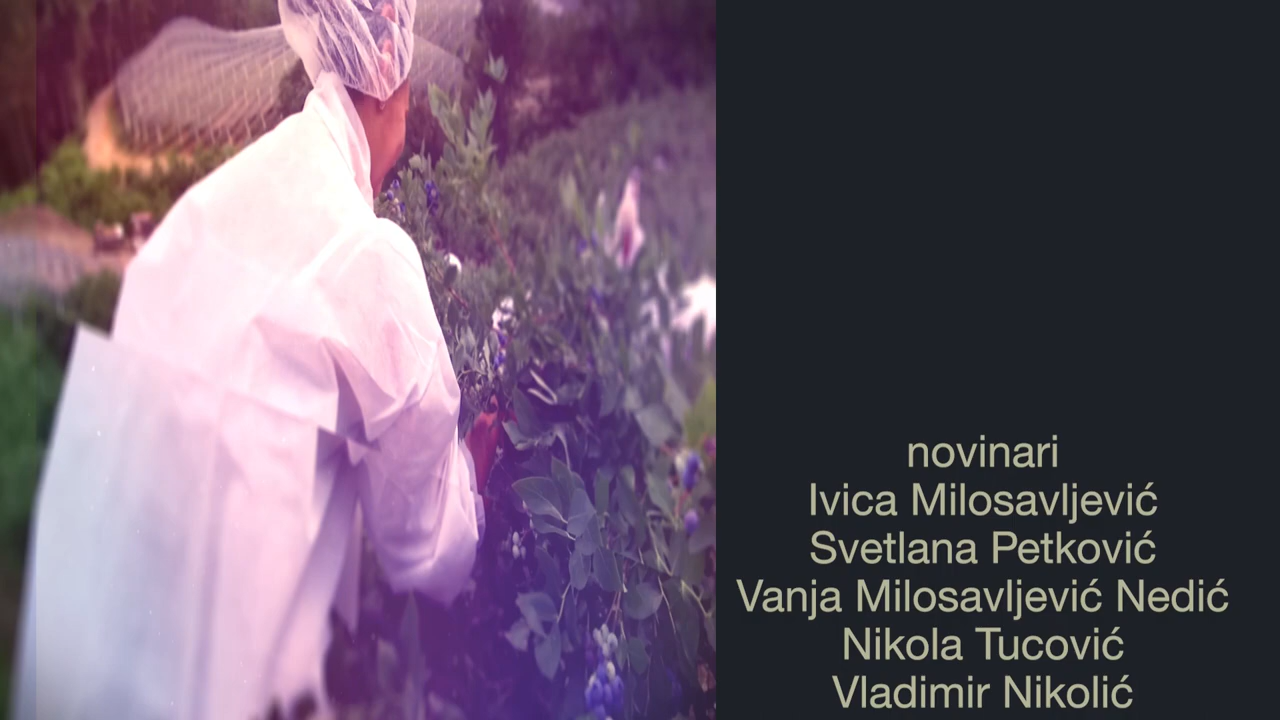 novinari
Ivica Milosavljević
Svetlana Petković
Vanja Milosavljević Nedić
Nikola Tucović
Vladimir Nikolić